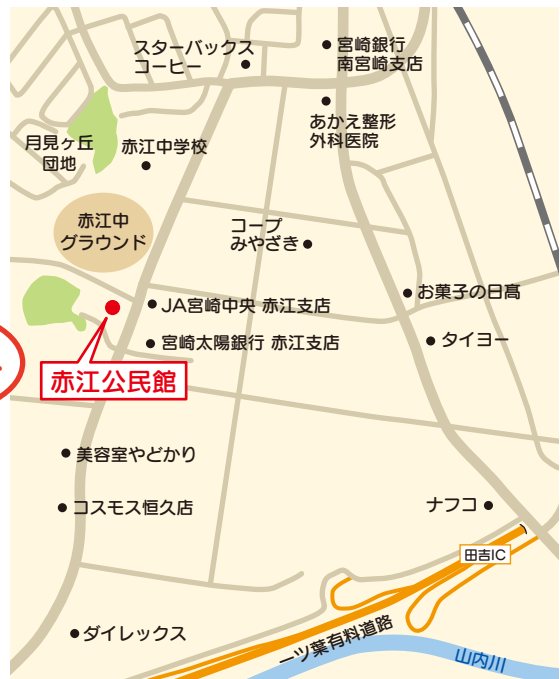 スターバックス
コーヒー
宮崎銀行
南宮崎支店
あかえ整形
外科医院
月見ヶ丘
団地
赤江中学校
赤江中
グラウンド
コープ
みやざき
お菓子の日髙
JA宮崎中央 赤江支店
宮崎太陽銀行 赤江支店
タイヨー
赤江公民館
美容室やどかり
コスモス恒久店
ナフコ
田吉IC
ダイレックス
一ツ葉有料道路
山内川